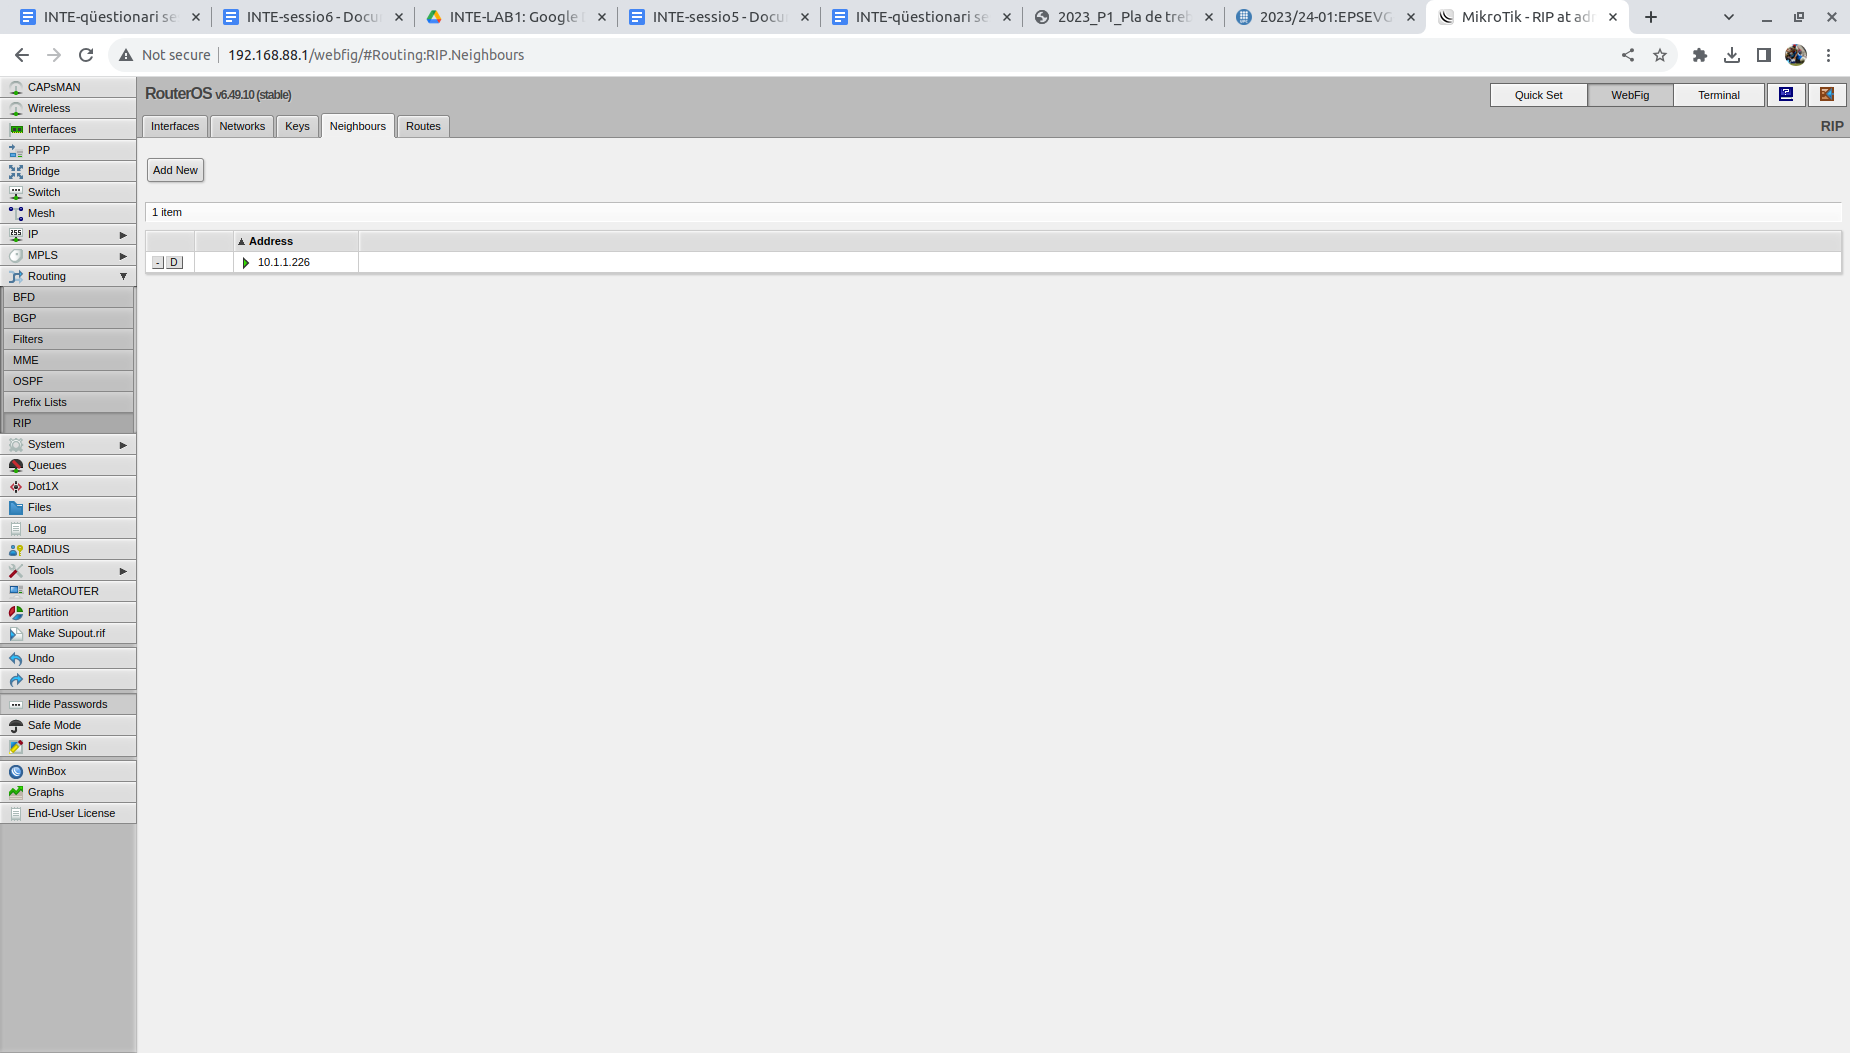 INTE-qüestionari se
INTE-sessio6 - Docu
INTE-LAB1: Google
INTE-sessio5 - Docu
INTE-qüestionari se
2023_P1_Pla de treb
2023/24-01:EPSEVG
MikroTik - RIP at adm
Not secure
192.168.88.1/webfig/#Routing:RIP.Neighbours
CAPsMAN
Wireless
Interfaces
PPP
Bridge
Switch
Mesh
IP
MPLS
Routing
BFD
BGP
Filters
MME
OSPF
Prefix Lists
RIP
System
Queues
Dot1X
Files
Log
RADIUS
Tools
MetaROUTER
Partition
Make Supout.rif
Undo
Redo
Hide Passwords
Safe Mode
Design Skin
WinBox
Graphs
End-User License
RouterOS v6.49.10 (stable)
Quick Set
WebFig
Terminal
Interfaces
Networks
Keys
Neighbours
Routes
RIP
Add New
1 item
Address
- D 10.1.1.226